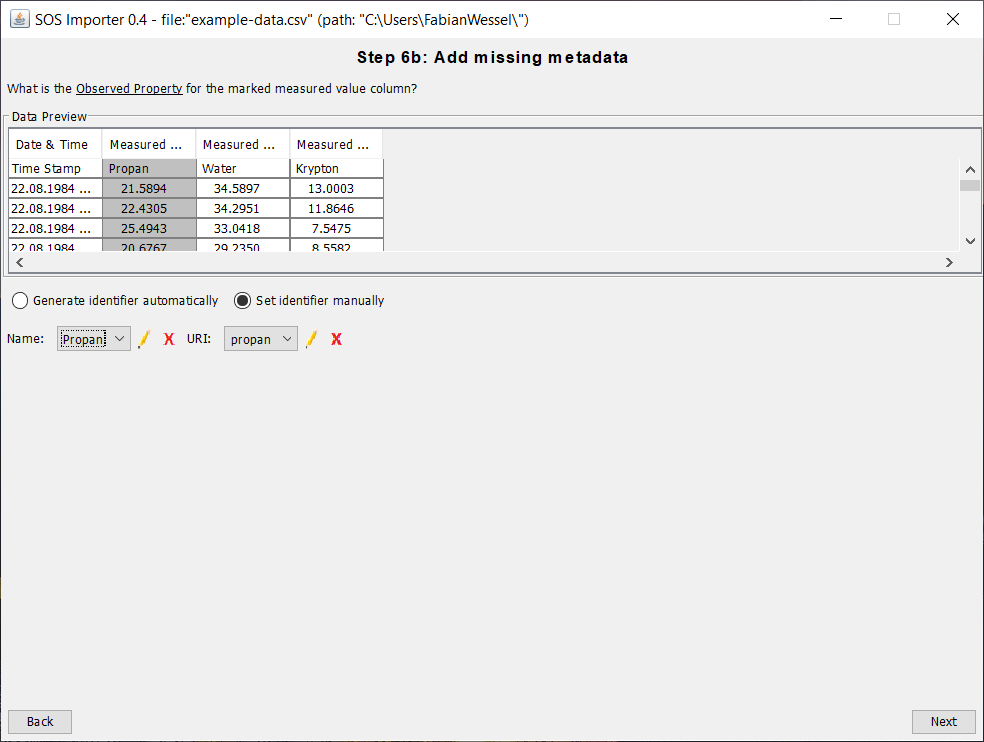 SOS Importer 0.4 - file:"example-data.csv" (path: "C:\Users\FabianWessel\")
Step 6b: Add missing metadata
What is the Observed Property for the marked measured value column?
Data Preview
Date & Time Measured ... Measured ... Measured ...
Time Stamp Propan Water Krypton
22.08.1984 ... 21.5894 34.5897 13.0003
22.08.1984 ... 22.4305 34.2951 11.8646
22.08.1984 ... 25.4943 33.0418 7.5475
22.08.1984 ... 20.6767 29.2350 8.5582
Generate identifier automatically Set identifier manually
Name: Propan X URI: propan X
Back Next